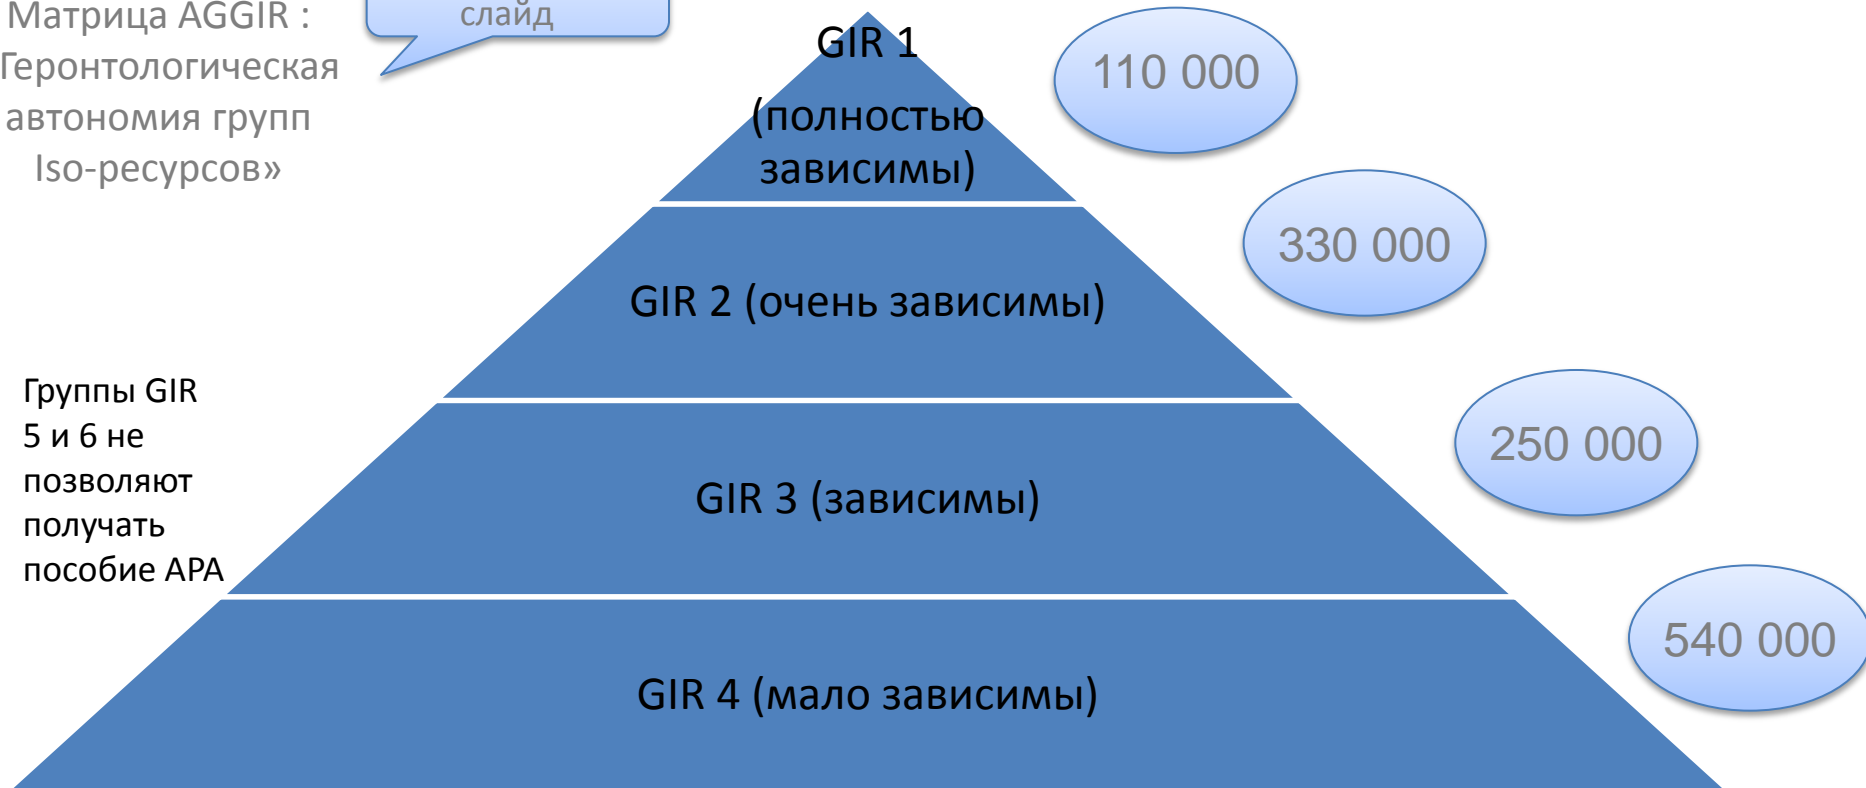 Матрица AGGIR :
Геронтологическая
автономия групп
Iso-ресурсов»
слайд
GIR 1
(полностью
зависимы)
110 000
GIR 2 (очень зависимы)
330 000
Группы GIR
5 и 6 не
позволяют
получать
пособие APA
GIR 3 (зависимы)
250 000
GIR 4 (мало зависимы)
540 000